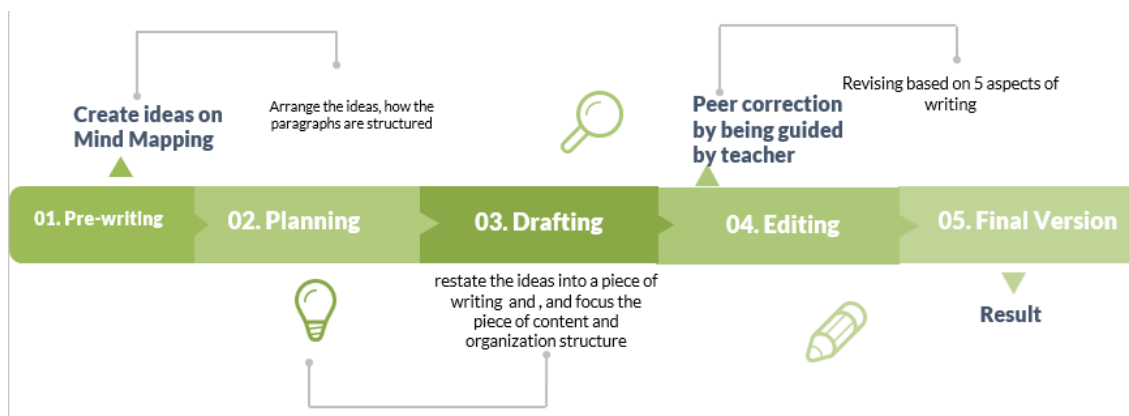 Create ideas on
Mind Mapping
Arrange the ideas, how the
paragraphs are structured
Peer correction
by being guided
by teacher
Revising based on 5 aspects of
writing
01. Pre-writing
02. Planning
03. Drafting
04. Editing
05. Final Version
restate the ideas into a piece of
writing and , and focus the
piece of content and
organization structure
Result